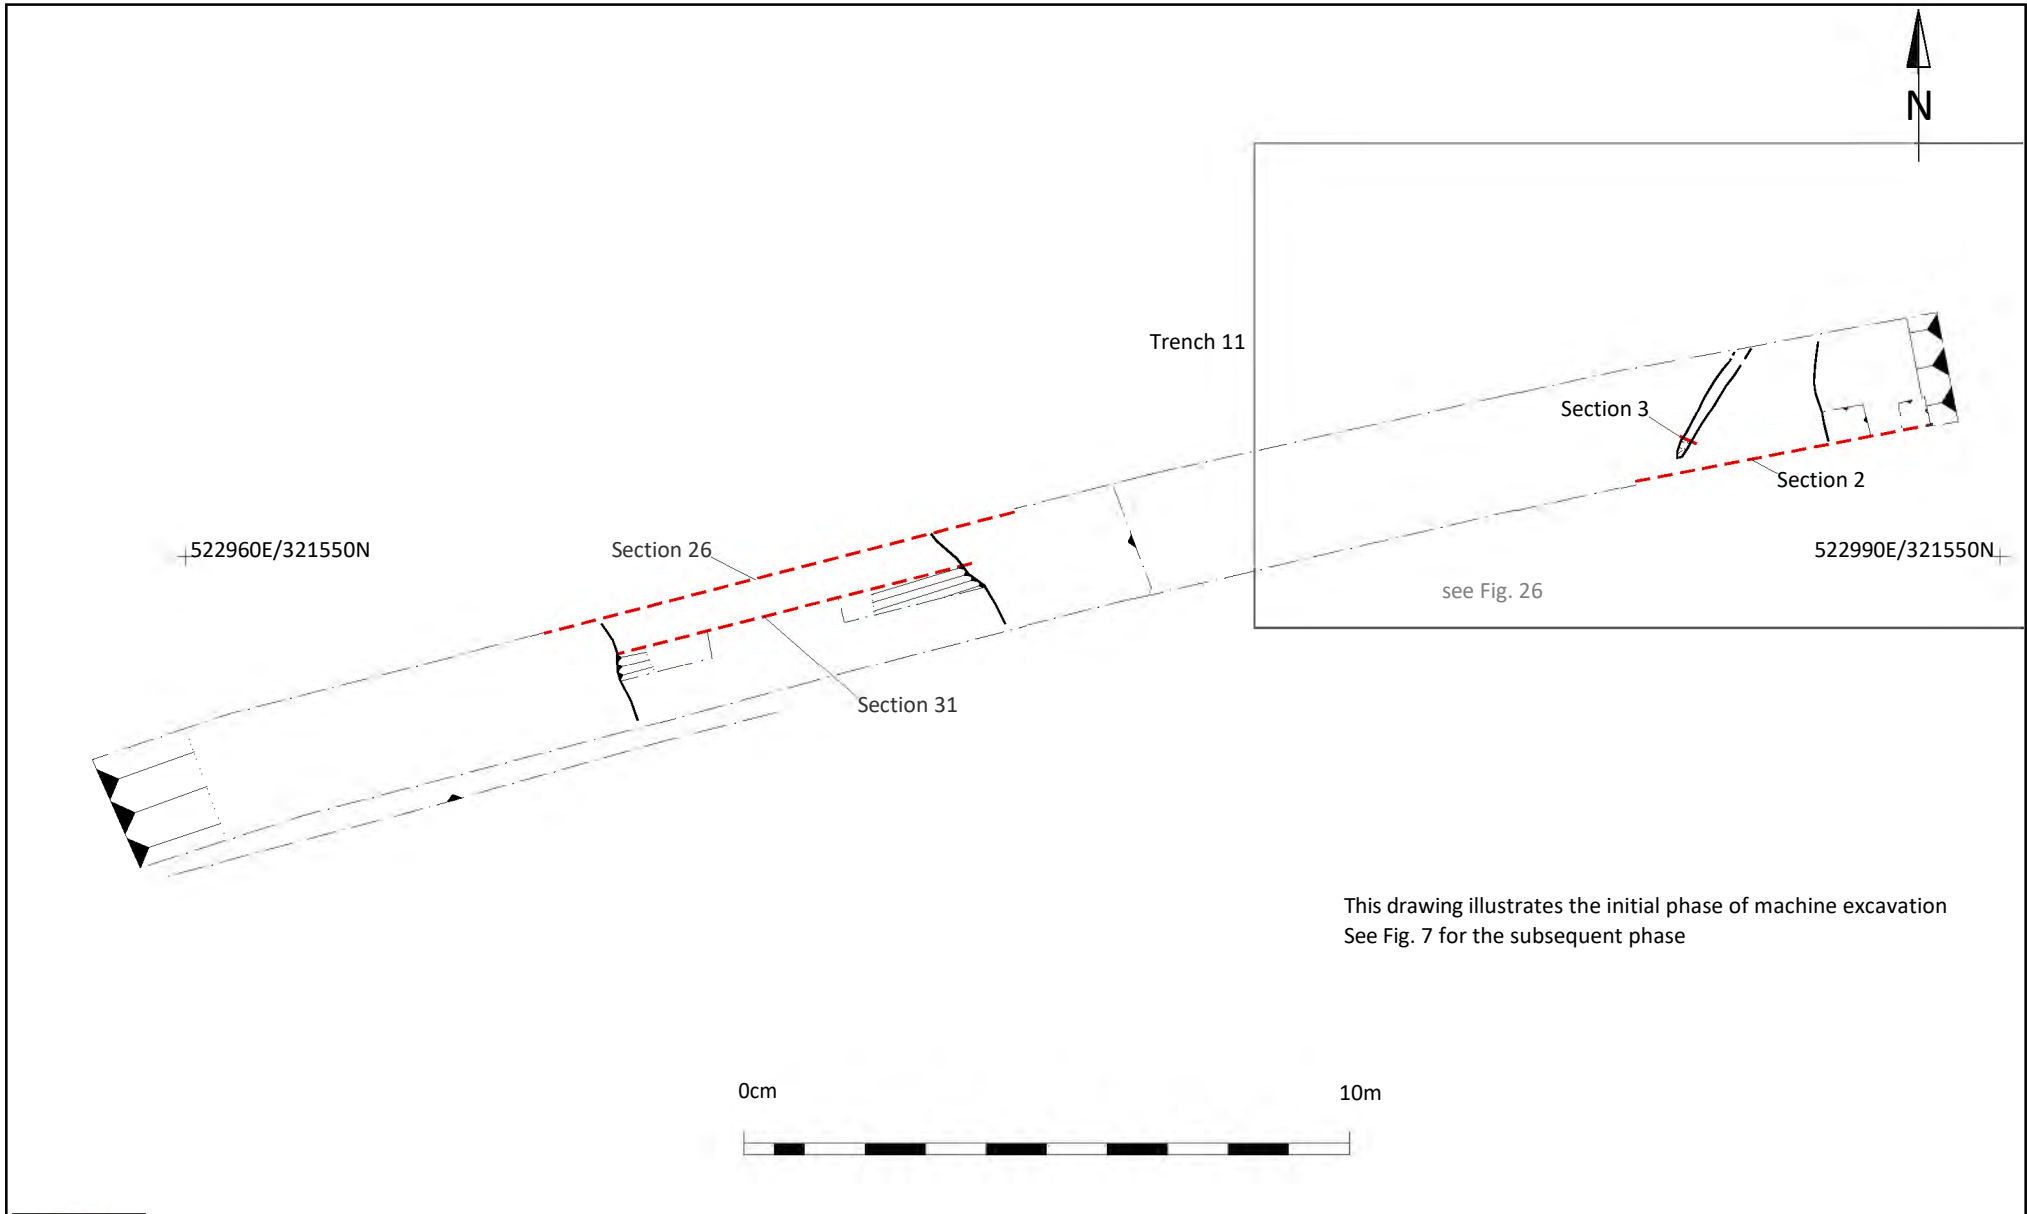 N
Trench 11
Section 3
Section 2
522960E/321550N
Section 26
522990E/321550N
see Fig. 26
Section 31
This drawing illustrates the initial phase of machine excavation
See Fig. 7 for the subsequent phase
0cm
10m